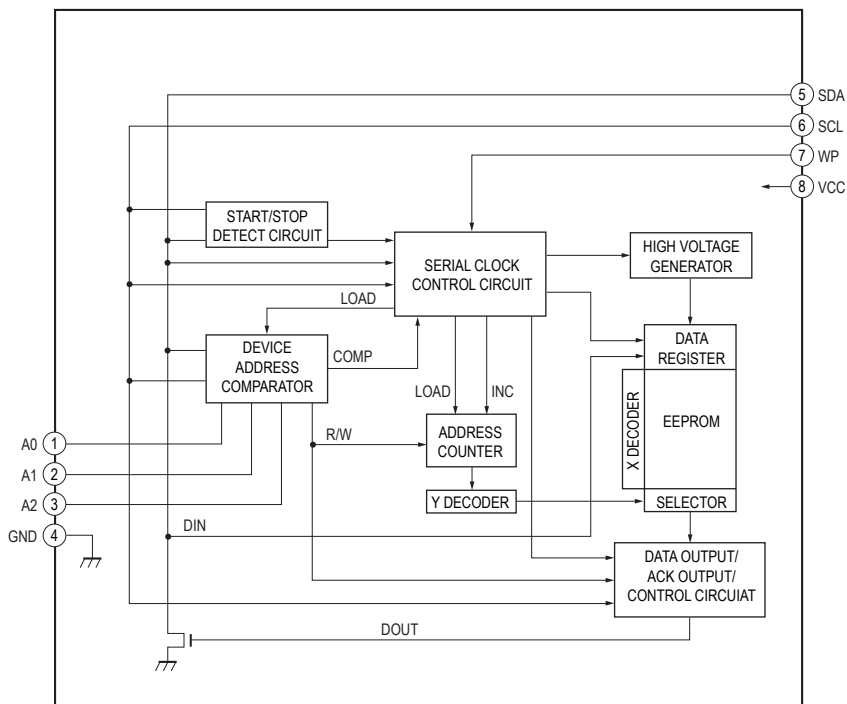 5 SDA
6 SCL
7 WP
8 VCC
START/STOP
DETECT CIRCUIT
SERIAL CLOCK
CONTROL CIRCUIT
HIGH VOLTAGE
GENERATOR
LOAD
DEVICE
ADDRESS
COMPARATOR
COMP
LOAD
INC
DATA
REGISTER
X DECODER
EEPROM
R/W
ADDRESS
COUNTER
A0 1
A1 2
A2 3
GND 4
Y DECODER
SELECTOR
DIN
DATA OUTPUT/
ACK OUTPUT/
CONTROL CIRCUIAT
DOUT